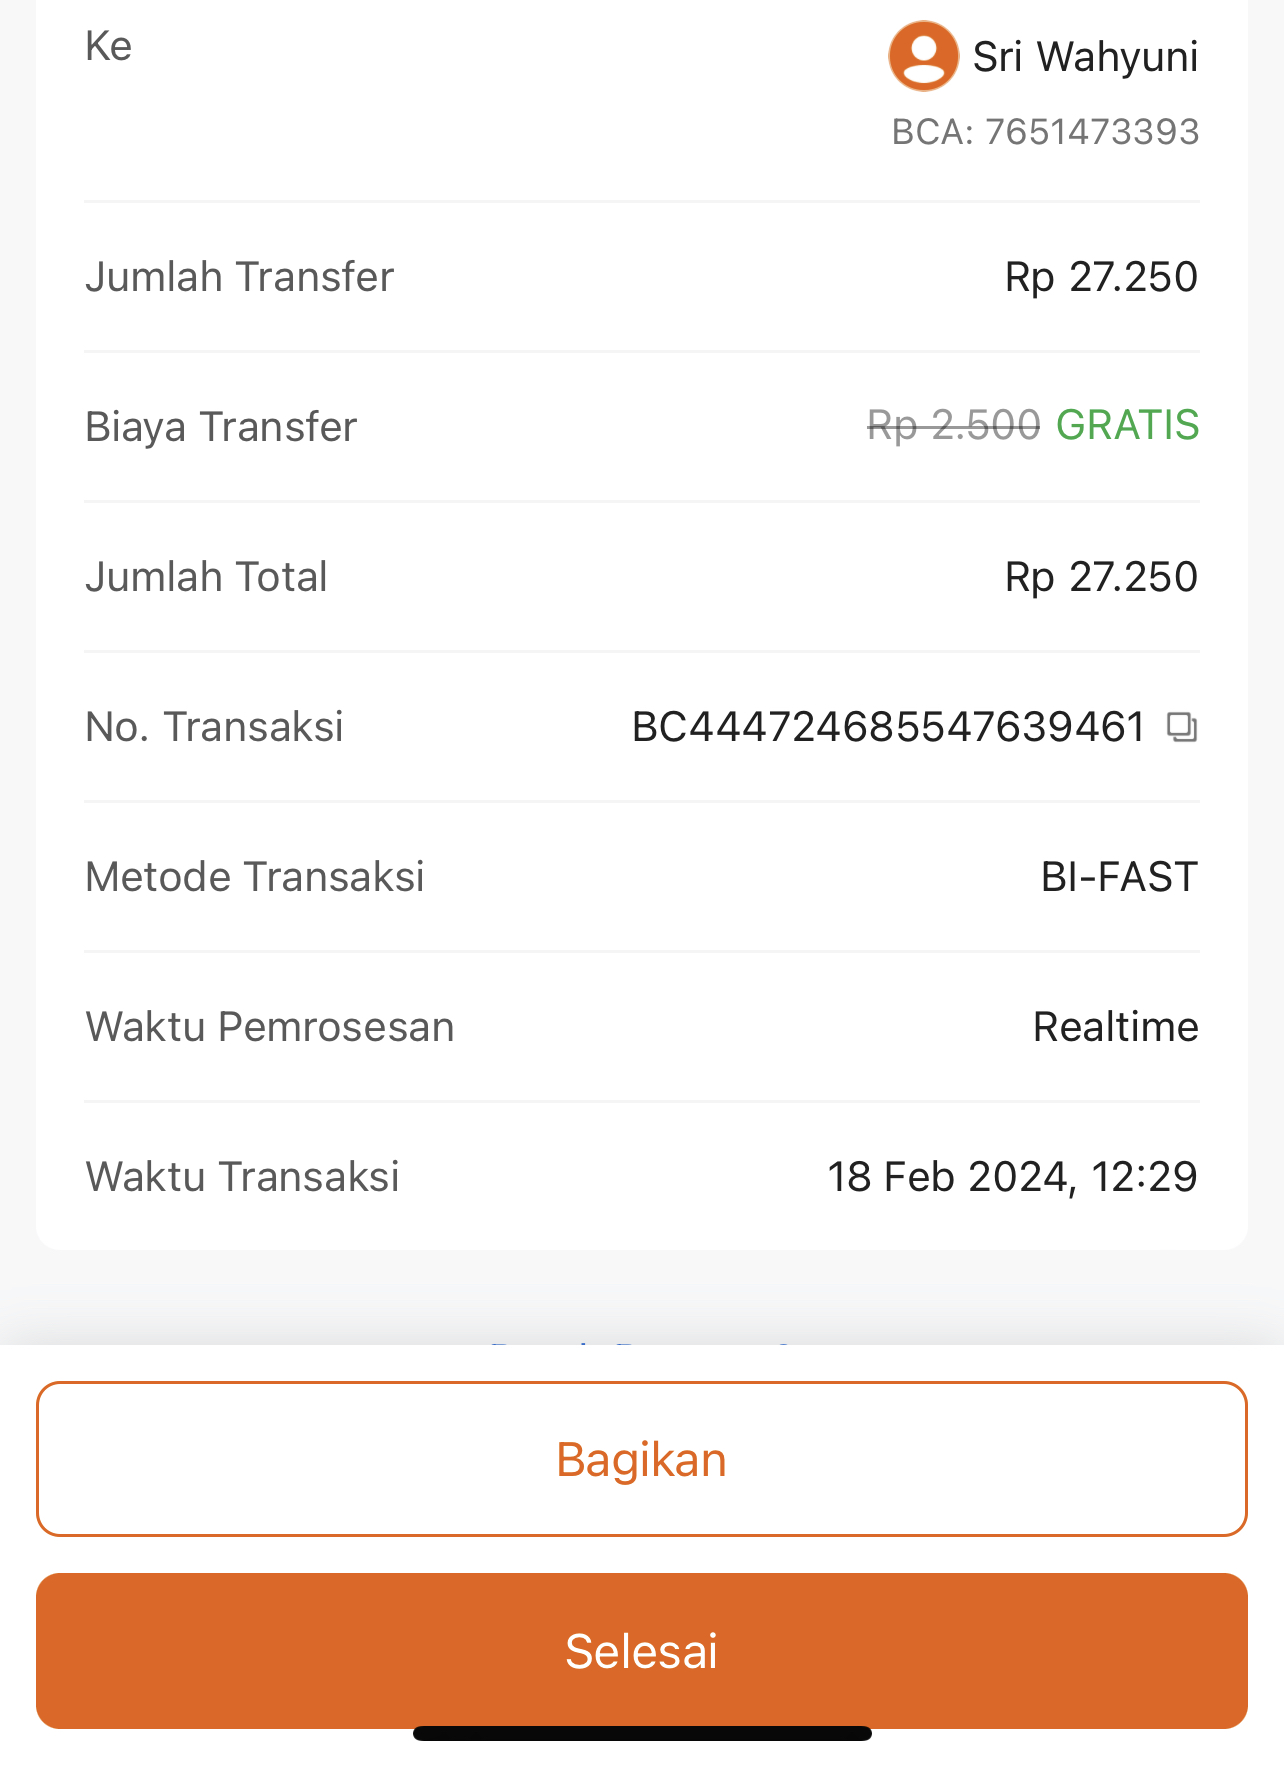 Ke
Sri Wahyuni
BCA: 7651473393
Jumlah Transfer
Rp 27.250
Biaya Transfer
Rp 2.500 GRATIS
Jumlah Total
Rp 27.250
No. Transaksi
BC444724685547639461
Metode Transaksi
BI-FAST
Waktu Pemrosesan
Realtime
Waktu Transaksi
18 Feb 2024, 12:29
Bagikan
Selesai